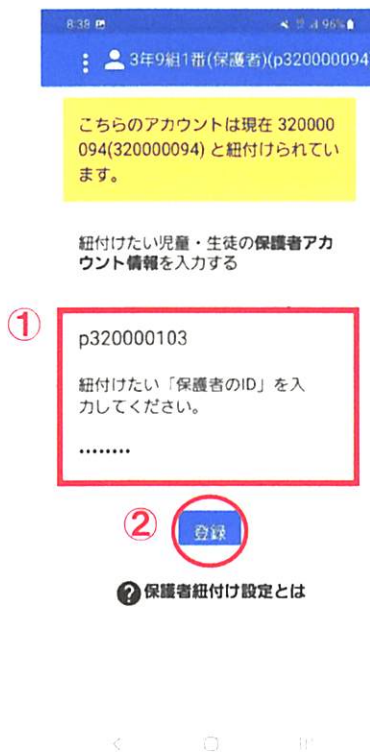 8:38 96%
3年9組1番(保護者)(p320000094)
こちらのアカウントは現在 320000
094(320000094) と紐付けられてい
ます。
紐付けたい児童・生徒の保護者アカ
ウント情報を入力する
①
p320000103
紐付けたい「保護者のID」を入
力してください。
••••••••
② 登録
? 保護者紐付け設定とは